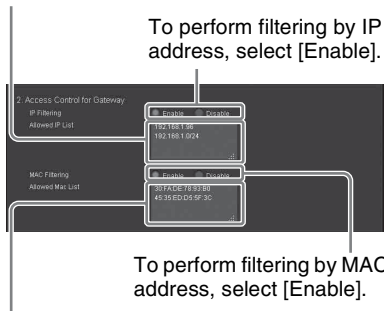 To perform filtering by IP
address, select [Enable].
2. Access Control for Gateway
IP Filtering
Enable Disable
Allowed IP List
192.168.1.96
192.168.1.0/24
MAC Filtering
Enable Disable
Allowed Mac List
30:FA:DE:78:93:B0
45:35:ED:D5:5F:3C
To perform filtering by MAC
address, select [Enable].